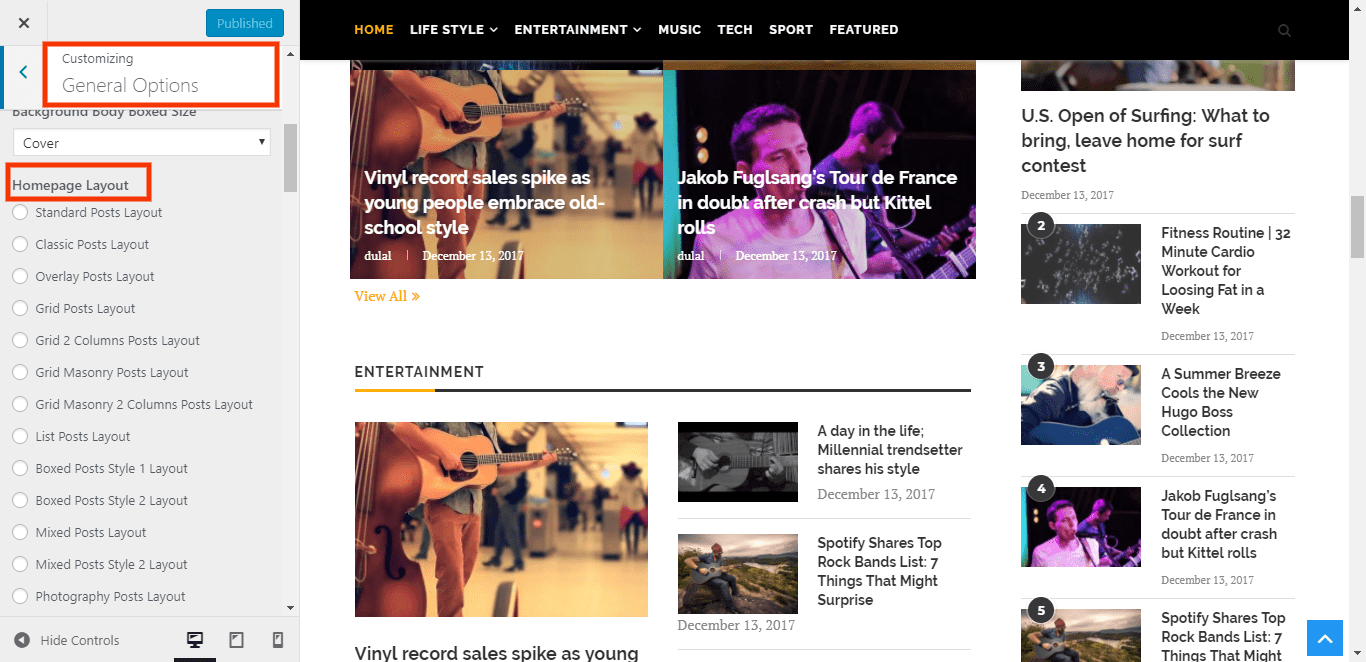 Published
Customizing
General Options
Background Body Boxed Size
Cover
Homepage Layout
Standard Posts Layout
Classic Posts Layout
Overlay Posts Layout
Grid Posts Layout
Grid 2 Columns Posts Layout
Grid Masonry Posts Layout
Grid Masonry 2 Columns Posts Layout
List Posts Layout
Boxed Posts Style 1 Layout
Boxed Posts Style 2 Layout
Mixed Posts Layout
Mixed Posts Style 2 Layout
Photography Posts Layout
Hide Controls
HOME LIFE STYLE ENTERTAINMENT MUSIC TECH SPORT FEATURED
Vinyl record sales spike as
young people embrace old-
school style
dulal December 13, 2017
Jakob Fuglsang's Tour de France
in doubt after crash but Kittel
rolls
dulal December 13, 2017
View All »
ENTERTAINMENT
Vinyl record sales spike as young
A day in the life;
Millennial trendsetter
shares his style
December 13, 2017
Spotify Shares Top
Rock Bands List: 7
Things That Might
Surprise
December 13, 2017
U.S. Open of Surfing: What to
bring, leave home for surf
contest
December 13, 2017
2
Fitness Routine | 32
Minute Cardio
Workout for
Loosing Fat in a
Week
December 13, 2017
3
A Summer Breeze
Cools the New
Hugo Boss
Collection
December 13, 2017
4
Jakob Fuglsang's
Tour de France in
doubt after crash
but Kittel rolls
December 13, 2017
5
Spotify Shares Top
Rock Bands List: 7
Things That Might